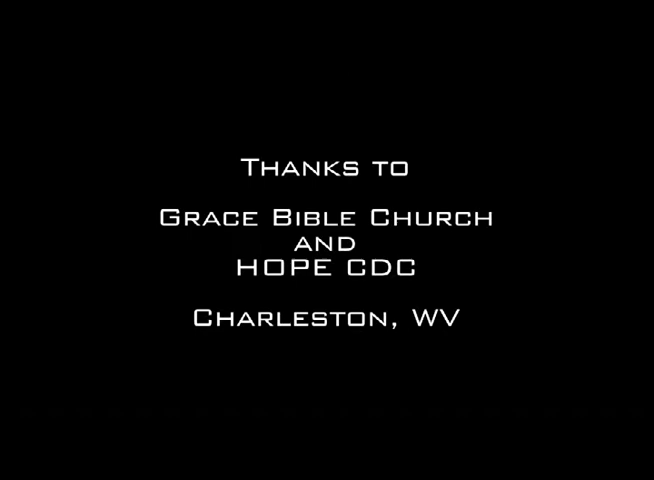 Thanks to
Grace Bible Church
and
HOPE CDC
Charleston, WV